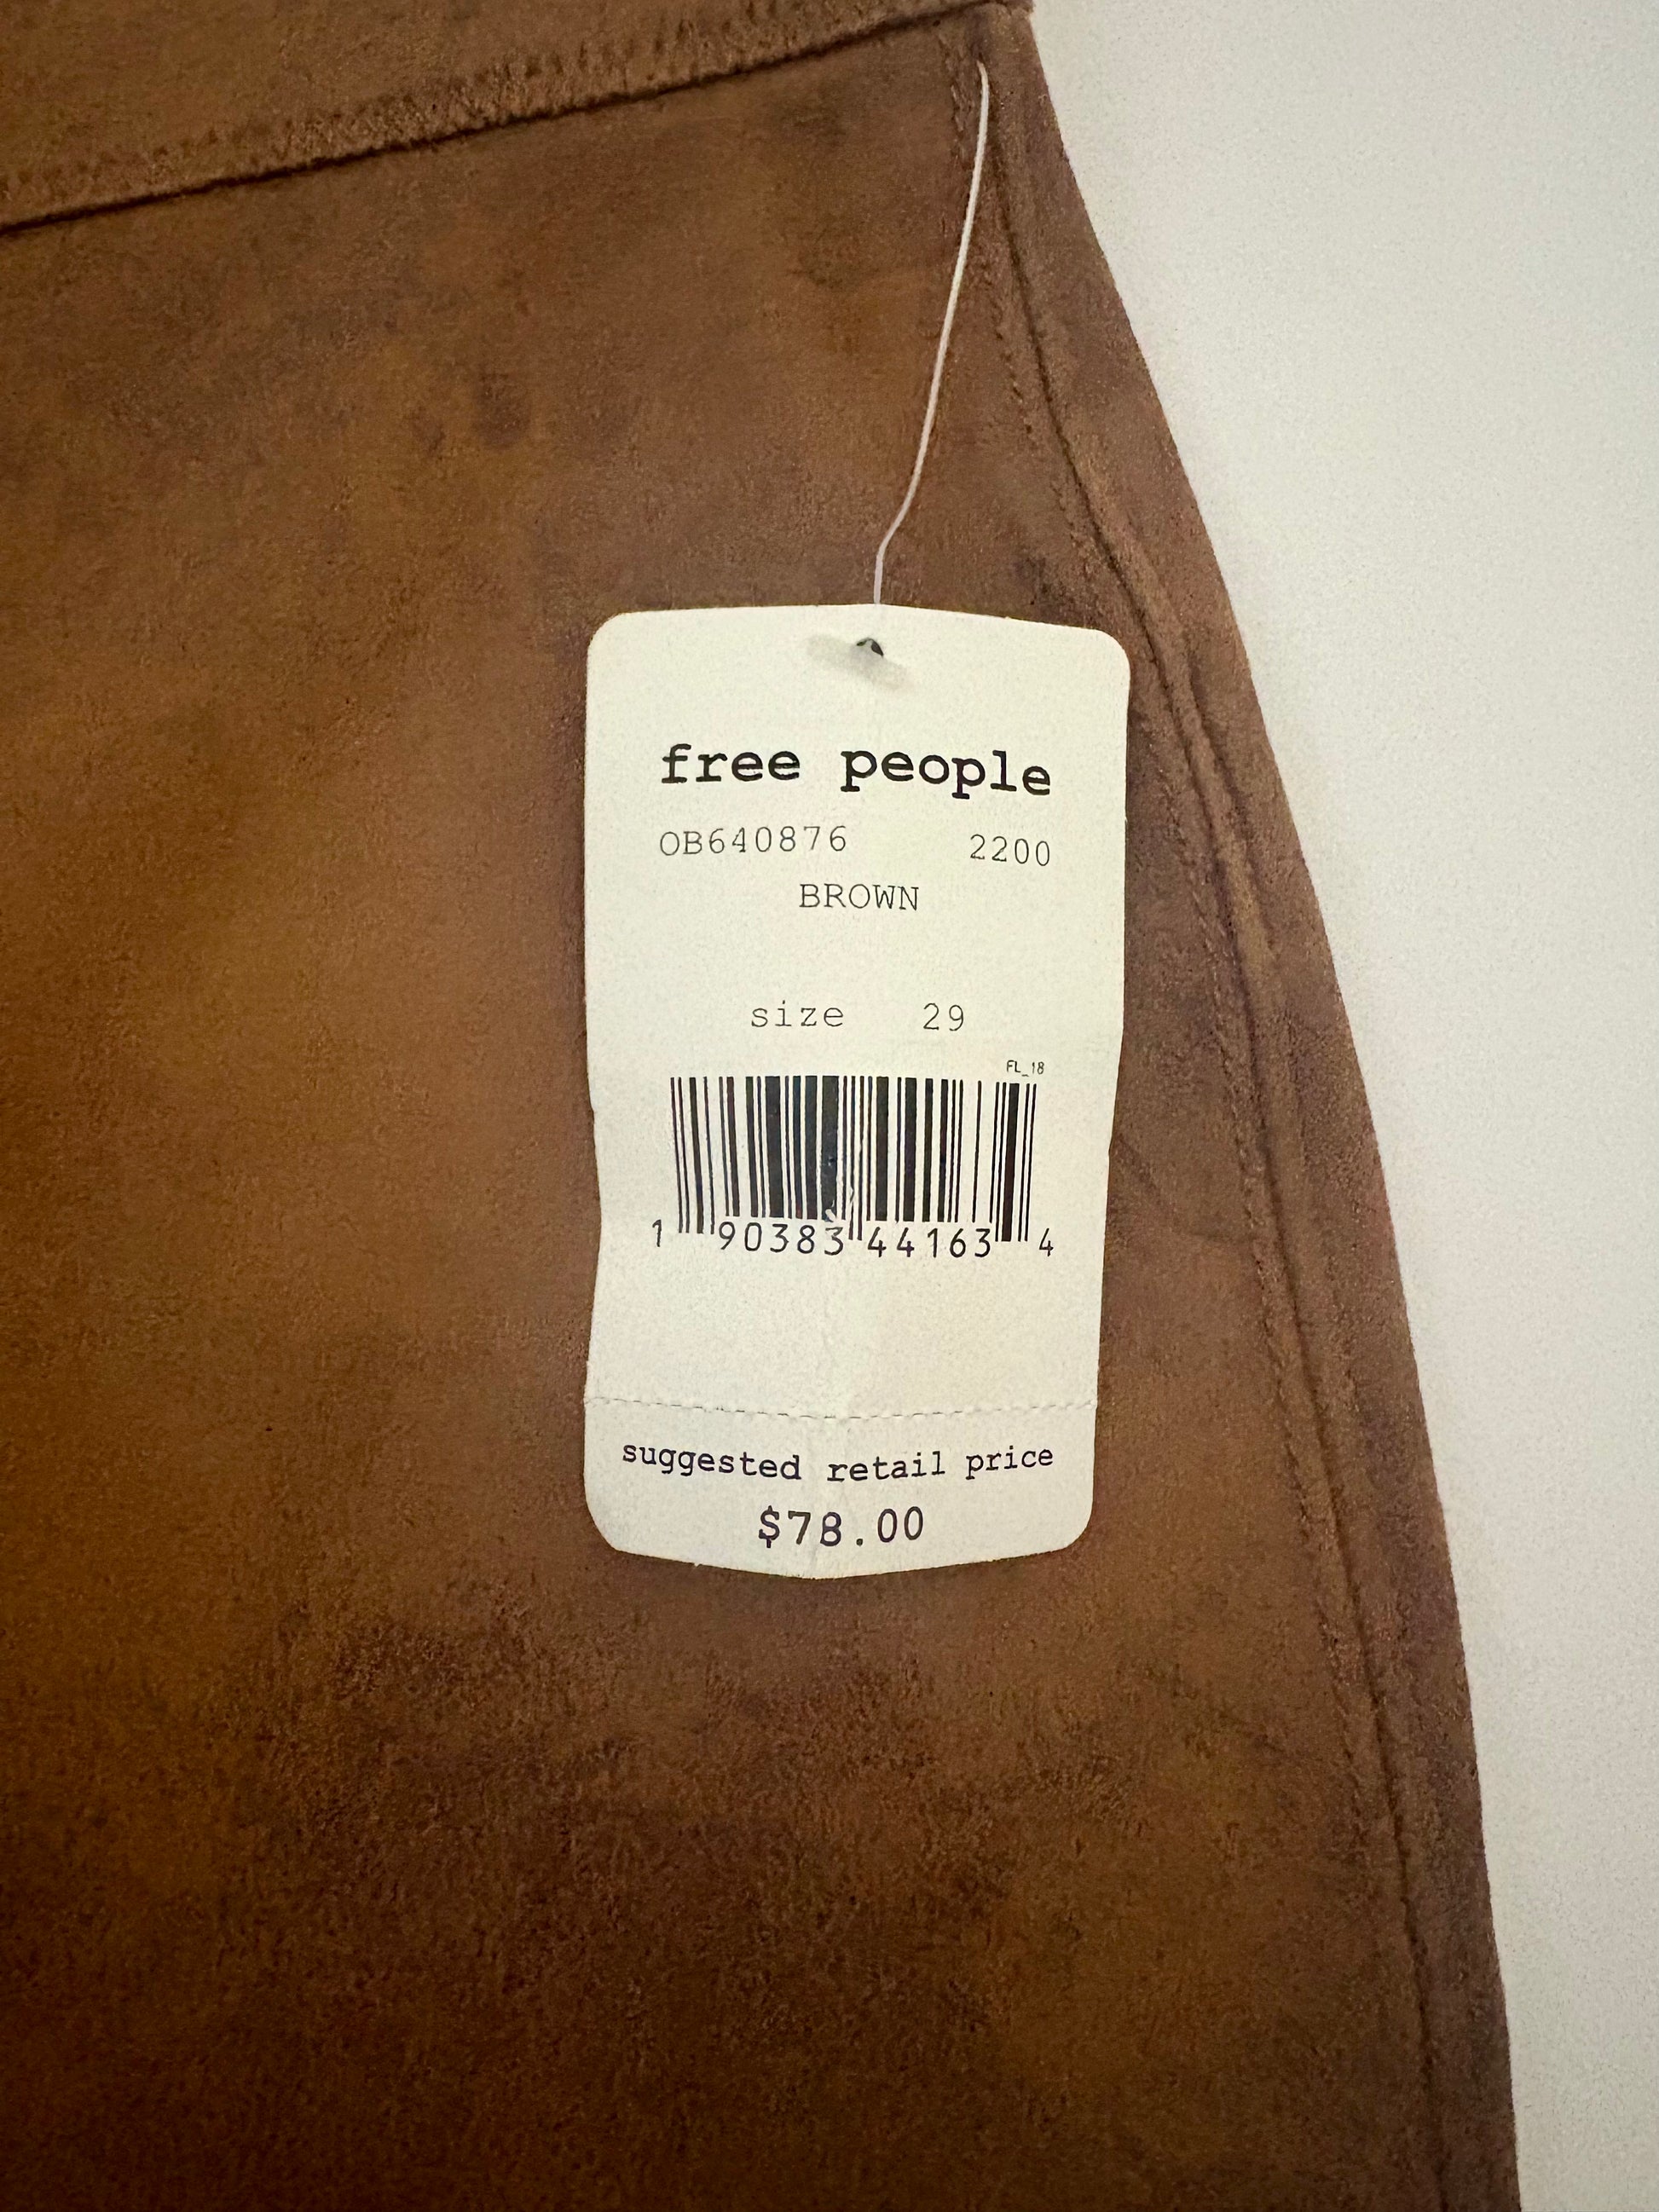 free people
OB640876 2200
BROWN
size 29
FL_18
1 90383 44163 4
suggested retail price
$78.00